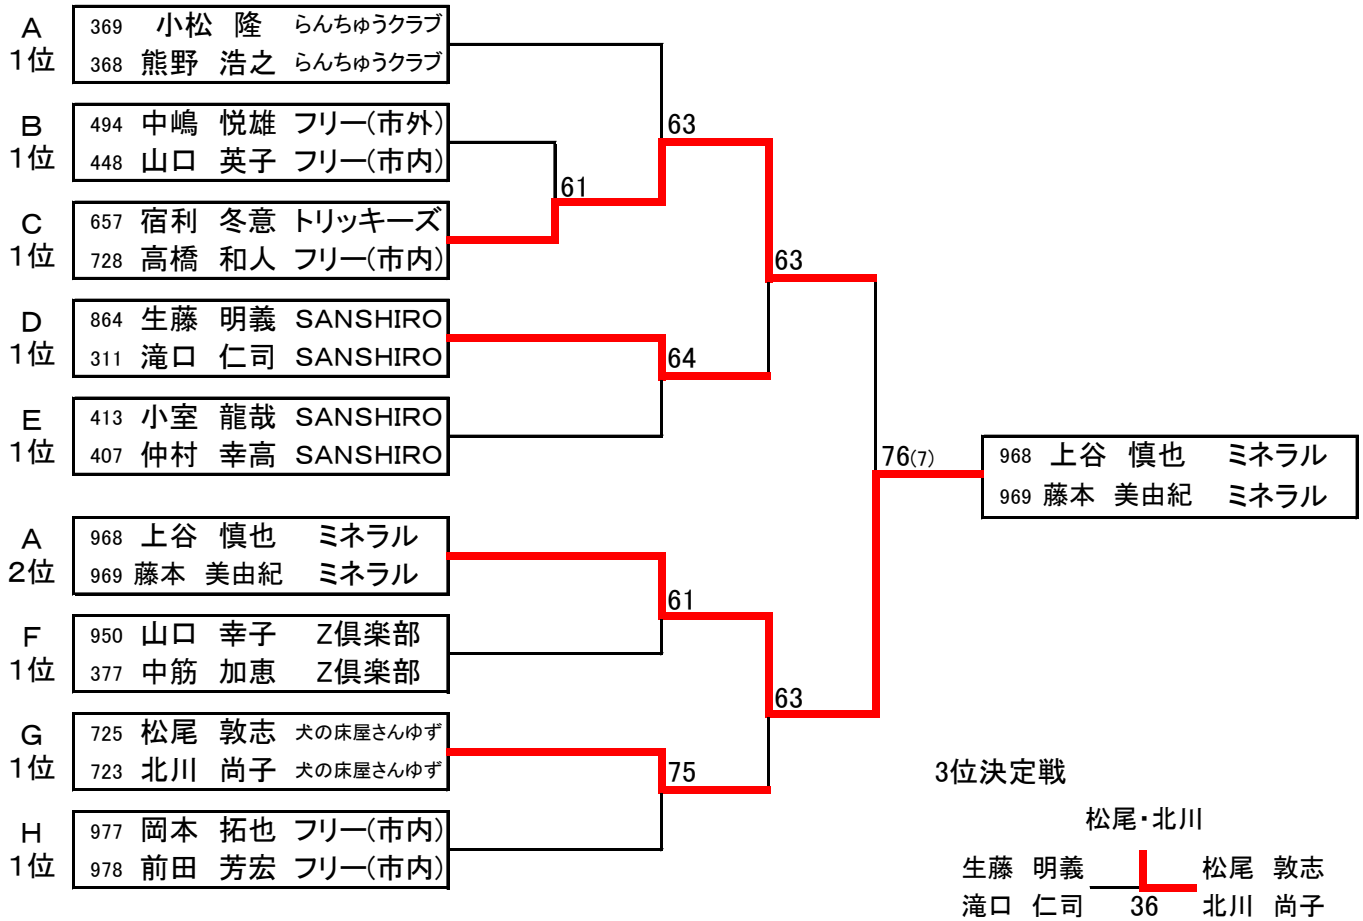 A
1位
369 小松 隆 らんちゅうクラブ
368 熊野 浩之 らんちゅうクラブ
B
1位
494 中嶋 悦雄 フリー(市外)
448 山口 英子 フリー(市内)
C
1位
657 宿利 冬意 トリッキーズ
728 高橋 和人 フリー(市内)
D
1位
864 生藤 明義 SANSHIRO
311 滝口 仁司 SANSHIRO
E
1位
413 小室 龍哉 SANSHIRO
407 仲村 幸高 SANSHIRO
A
2位
968 上谷 慎也 ミネラル
969 藤本 美由紀 ミネラル
F
1位
950 山口 幸子 Z倶楽部
377 中筋 加恵 Z倶楽部
G
1位
725 松尾 敦志 犬の床屋さんゆず
723 北川 尚子 犬の床屋さんゆず
H
1位
977 岡本 拓也 フリー(市内)
978 前田 芳宏 フリー(市内)
61
63
64
61
75
63
63
76(7)
968 上谷 慎也 ミネラル
969 藤本 美由紀 ミネラル
3位決定戦
松尾・北川
生藤 明義 松尾 敦志
滝口 仁司 36 北川 尚子